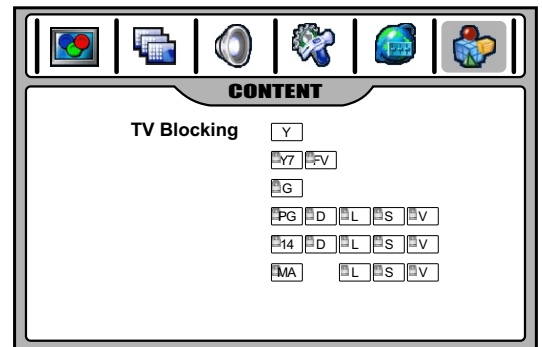 CONTENT
TV Blocking Y
Y7 FV
G
PG D L S V
14 D L S V
MA L S V